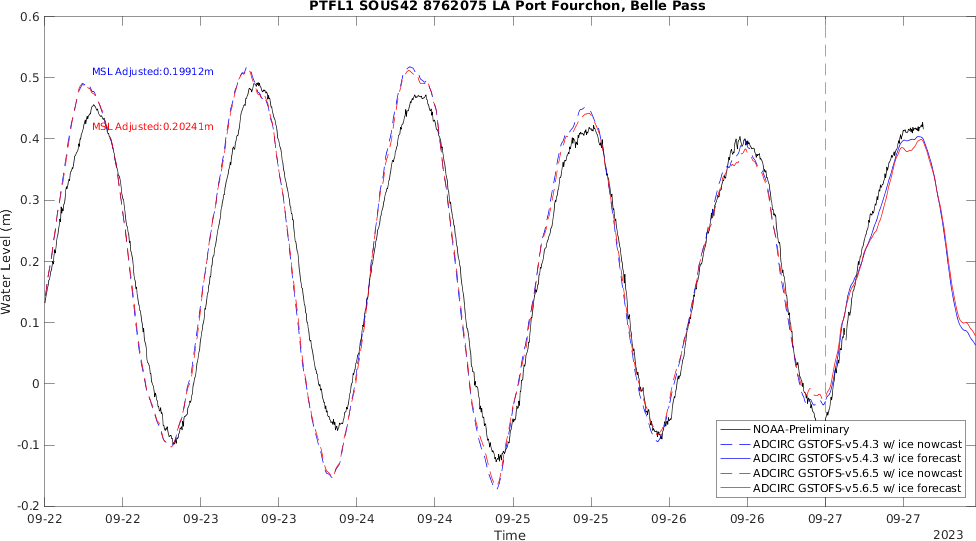 PTFL1 SOUS42 8762075 LA Port Fourchon, Belle Pass
0.6
0.5
0.4
0.3
0.2
0.1
0
-0.1
-0.2
Water Level (m)
MSL Adjusted:0.19912m
MSL Adjusted:0.20241m
NOAA-Preliminary
ADCIRC GSTOFS-v5.4.3 w/ ice nowcast
ADCIRC GSTOFS-v5.4.3 w/ ice forecast
ADCIRC GSTOFS-v5.6.5 w/ ice nowcast
ADCIRC GSTOFS-v5.6.5 w/ ice forecast
09-22 09-22 09-23 09-23 09-24 09-24 09-25 09-25 09-26 09-26 09-27 09-27
Time
2023